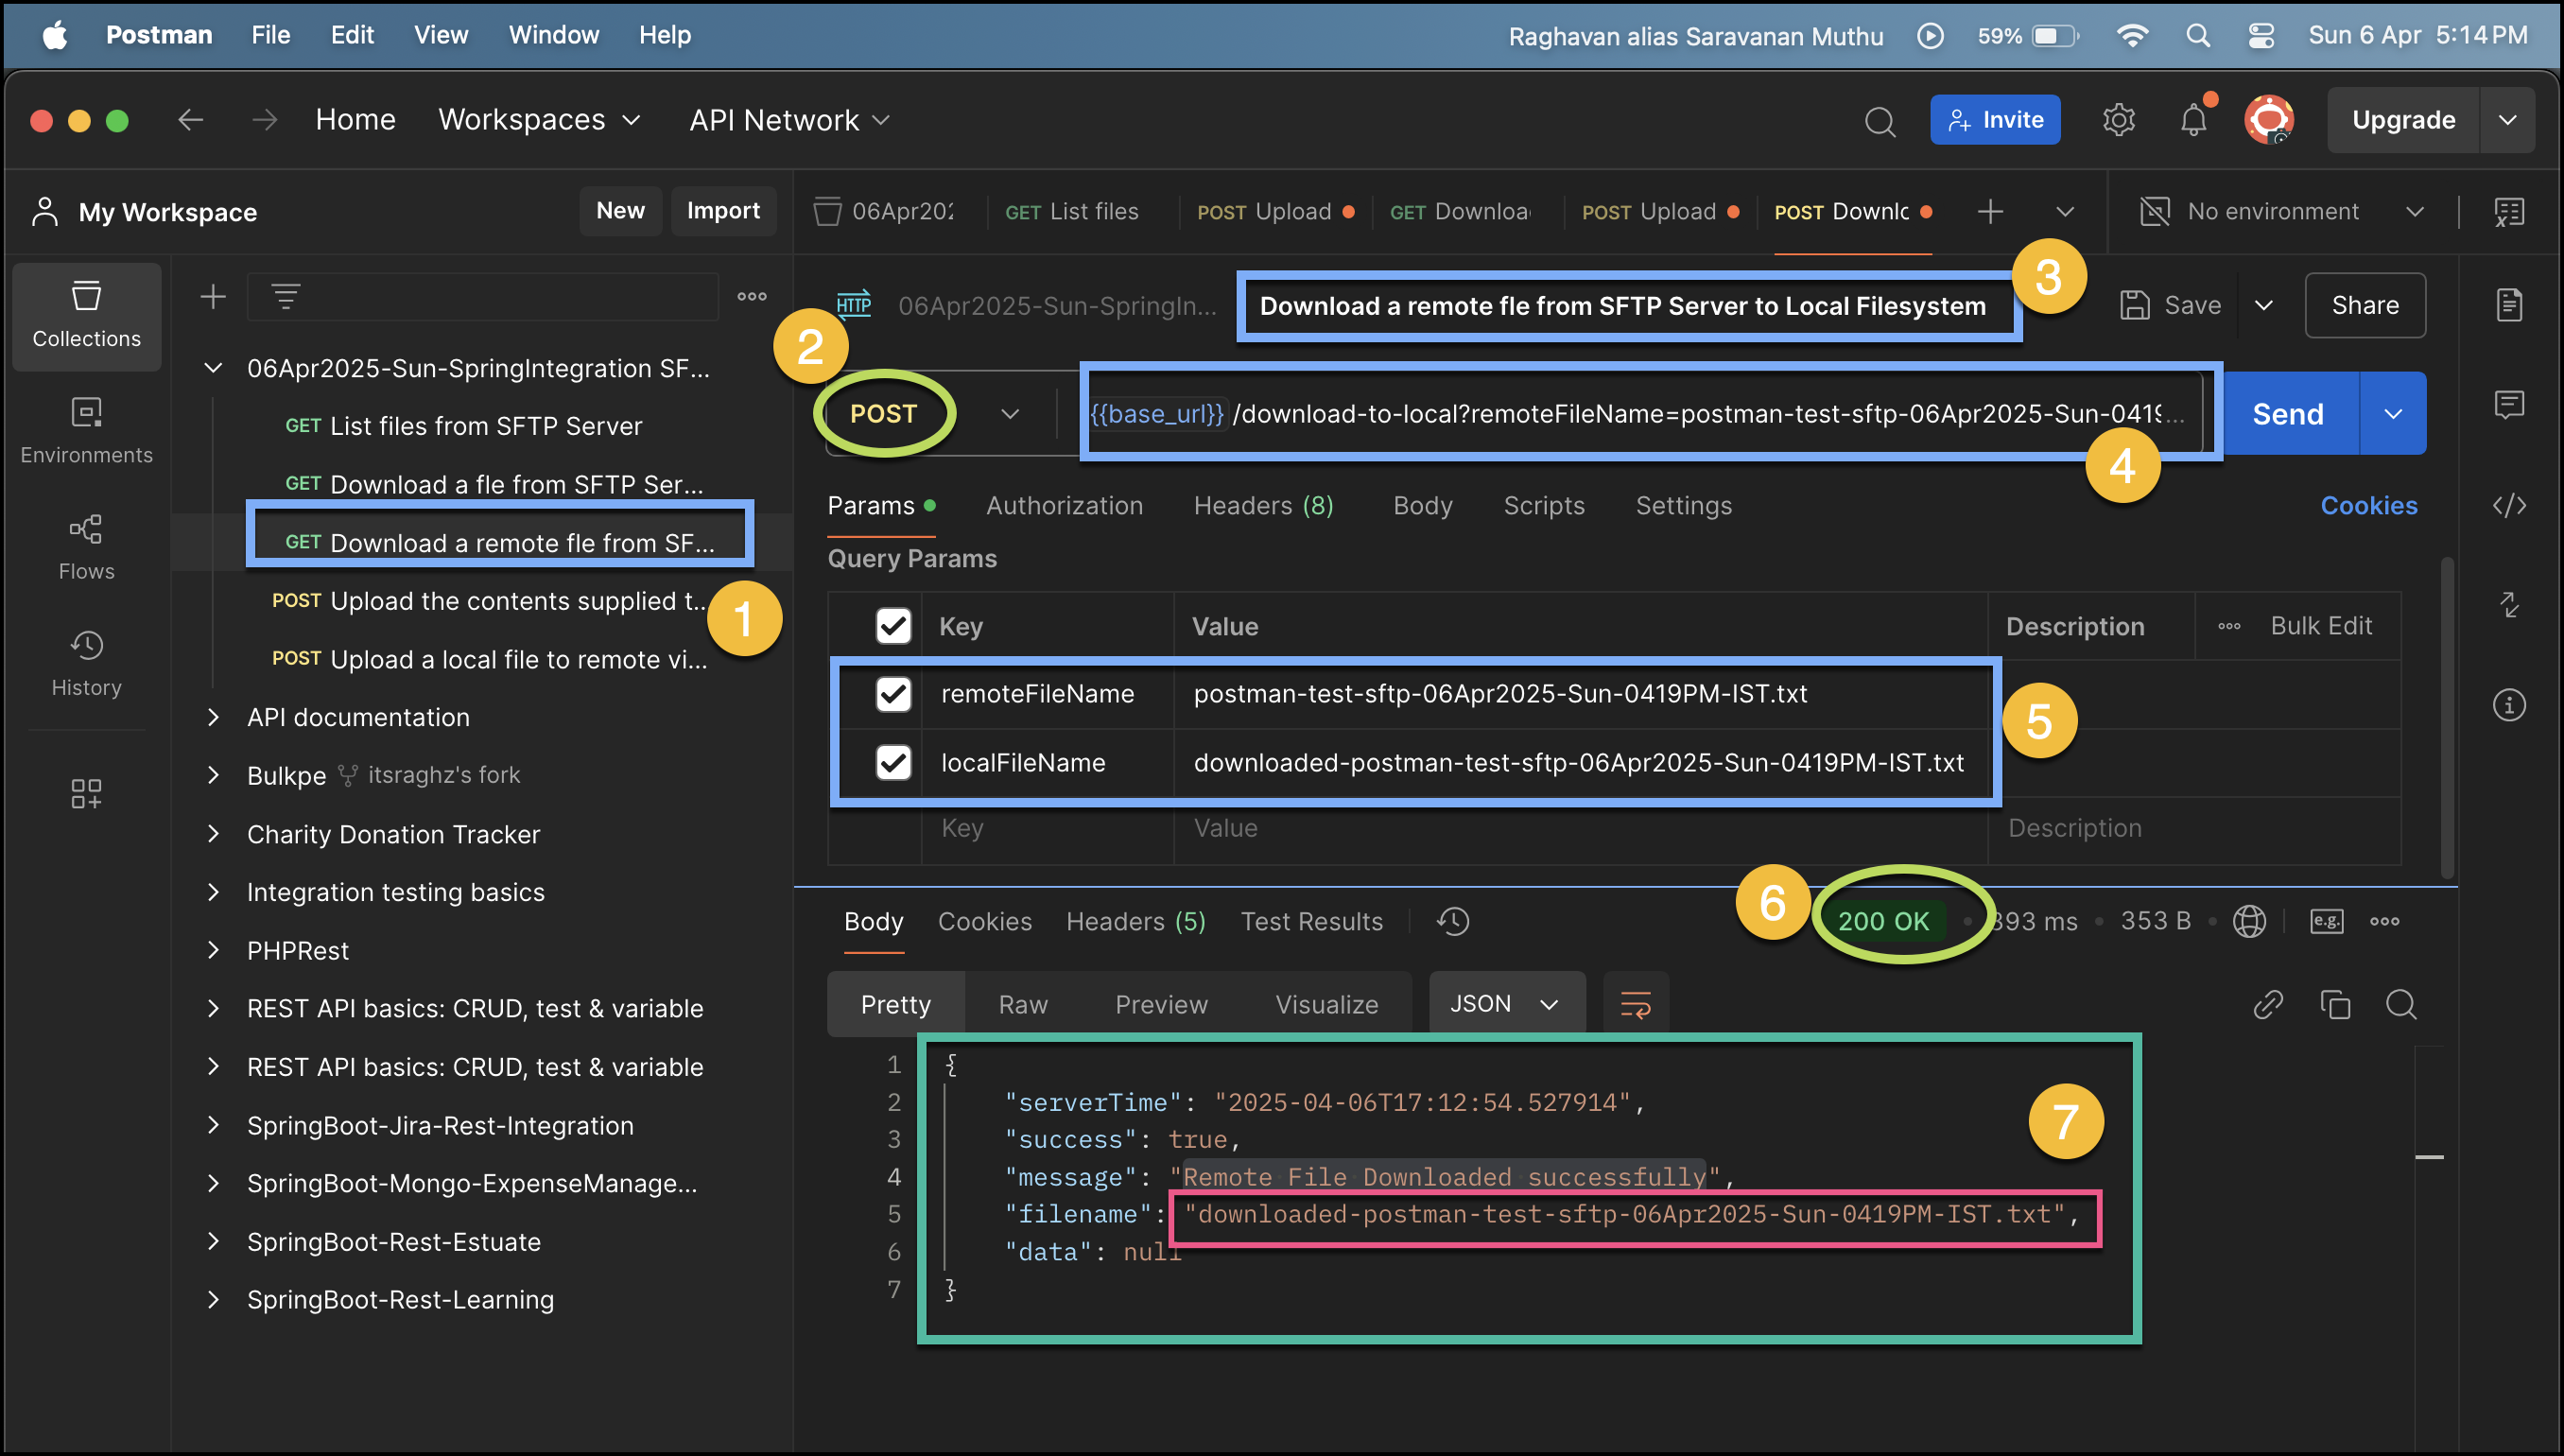 Postman File Edit View Window Help
Raghavan alias Saravanan Muthu 59% Sun 6 Apr 5:14 PM
Home Workspaces API Network
Invite Upgrade
My Workspace New Import
06Apr202 GET List files POST Upload GET Downloa POST Upload POST Downlc No environment
Collections
Environments
Flows
History
06Apr2025-Sun-SpringIntegration SF...
GET List files from SFTP Server
GET Download a fle from SFTP Ser...
GET Download a remote fle from SF...
1
POST Upload the contents supplied t...
POST Upload a local file to remote vi...
API documentation
Bulkpe itsraghz's fork
Charity Donation Tracker
Integration testing basics
PHPRest
REST API basics: CRUD, test & variable
REST API basics: CRUD, test & variable
SpringBoot-Jira-Rest-Integration
SpringBoot-Mongo-ExpenseManage...
SpringBoot-Rest-Estuate
SpringBoot-Rest-Learning
HTTP 06Apr2025-Sun-SpringIn... Download a remote fle from SFTP Server to Local Filesystem 3 Save Share
2
POST {{base_url}} /download-to-local?remoteFileName=postman-test-sftp-06Apr2025-Sun-0419... Send
4
Params Authorization Headers (8) Body Scripts Settings Cookies
Query Params
Key Value Description Bulk Edit
remoteFileName postman-test-sftp-06Apr2025-Sun-0419PM-IST.txt
5
localFileName downloaded-postman-test-sftp-06Apr2025-Sun-0419PM-IST.txt
Key Value Description
Body Cookies Headers (5) Test Results 6 200 OK 393 ms 353 B e.g.
Pretty Raw Preview Visualize JSON
1 {
2 "serverTime": "2025-04-06T17:12:54.527914",
7
3 "success": true,
4 "message": "Remote File Downloaded successfully",
5 "filename": "downloaded-postman-test-sftp-06Apr2025-Sun-0419PM-IST.txt",
6 "data": null
7 }